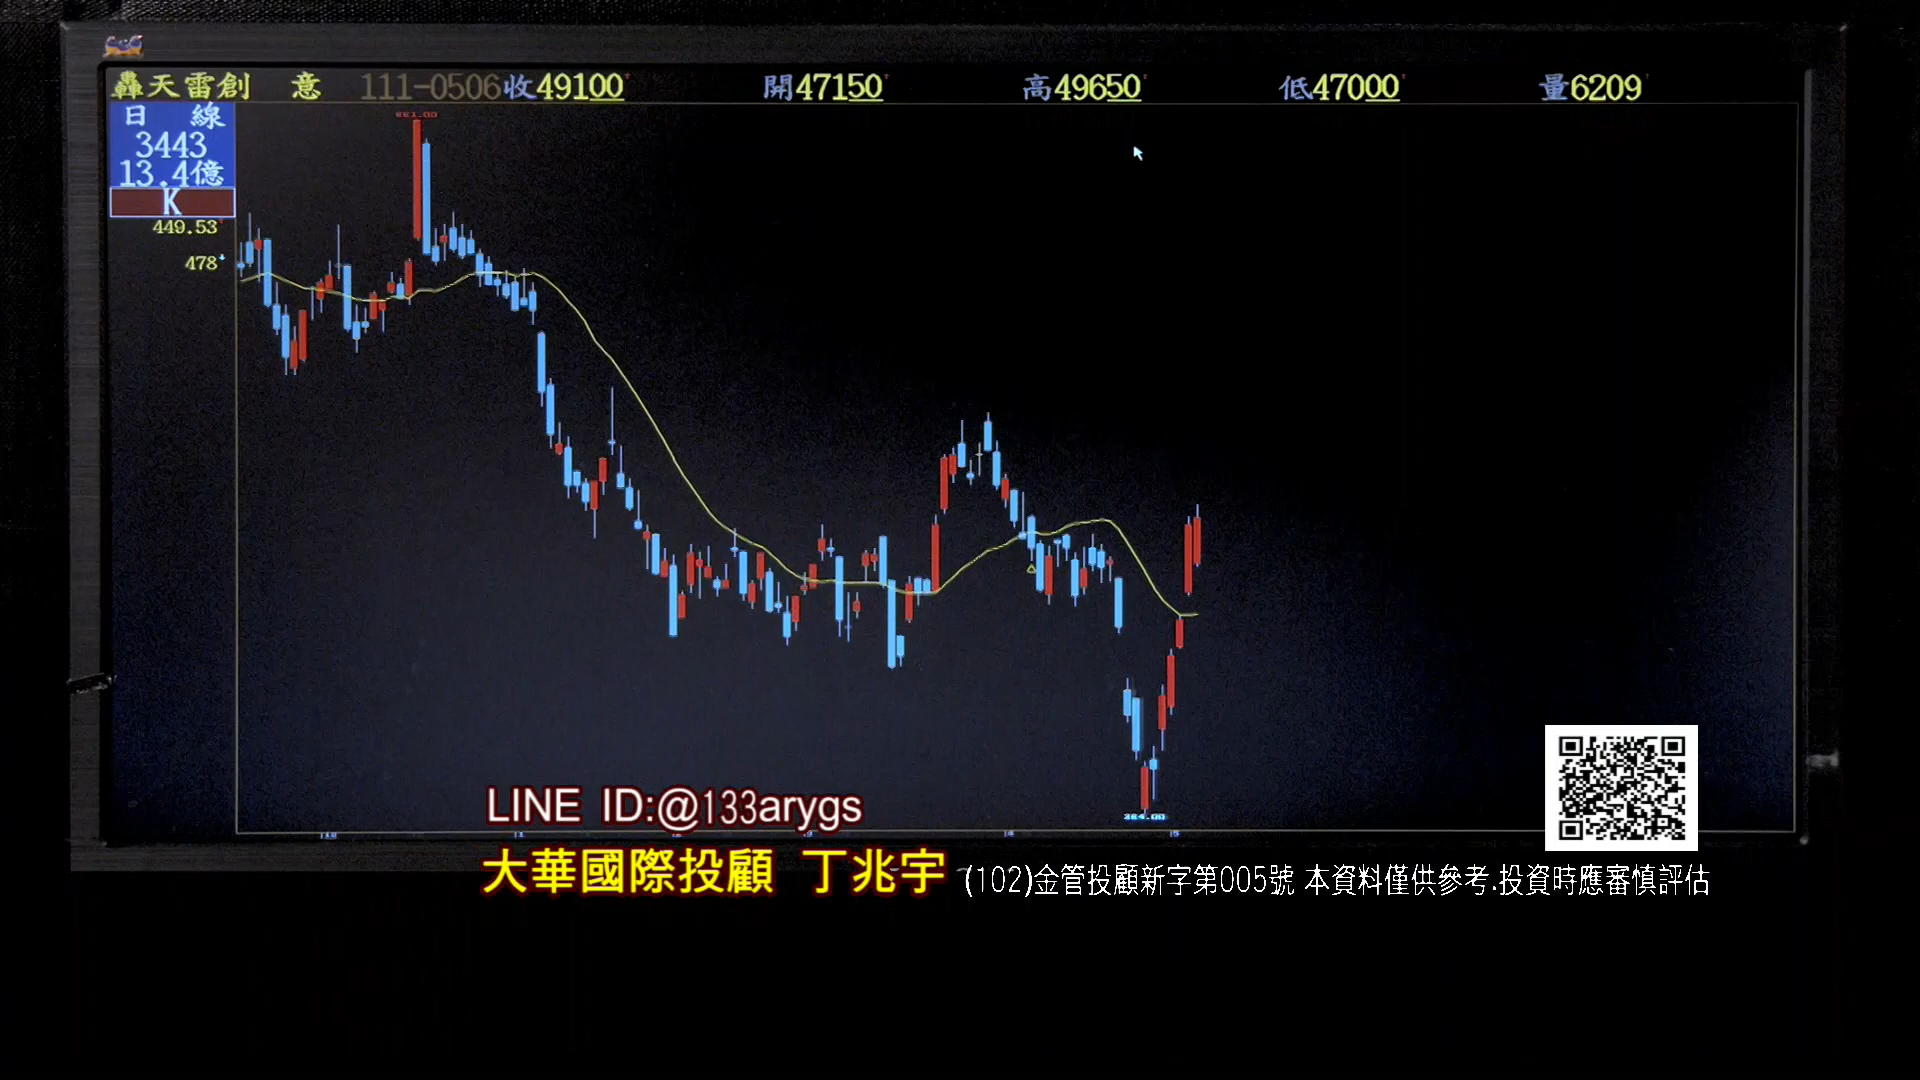 轟天雷創 意 111-0506收49100 開47150 高49650 低47000 量6209
日 線
3443
13.4億
K
449.53
478
364.00
LINE ID:@133arygs
大華國際投顧 丁兆宇 (102)金管投顧新字第005號 本資料僅供參考.投資時應審慎評估